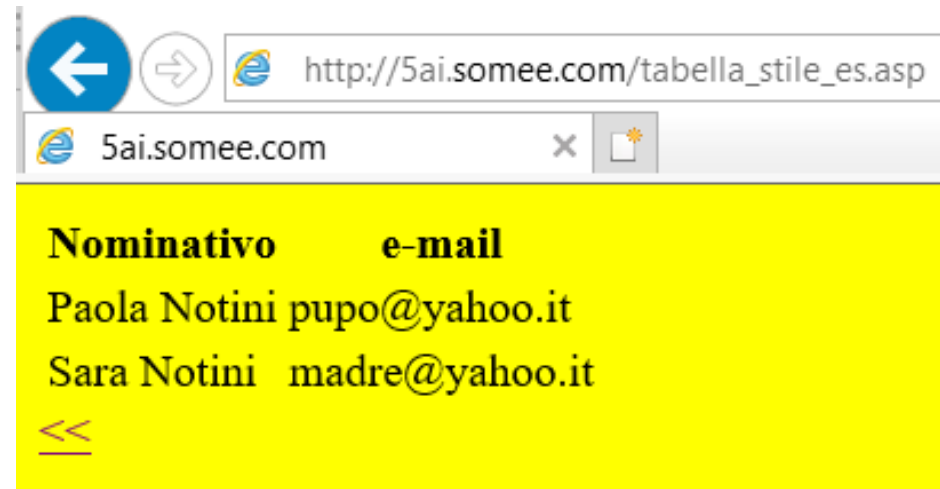 http://5ai.somee.com/tabella_stile_es.asp
5ai.somee.com
Nominativo e-mail
Paola Notini pupo@yahoo.it
Sara Notini madre@yahoo.it
<<